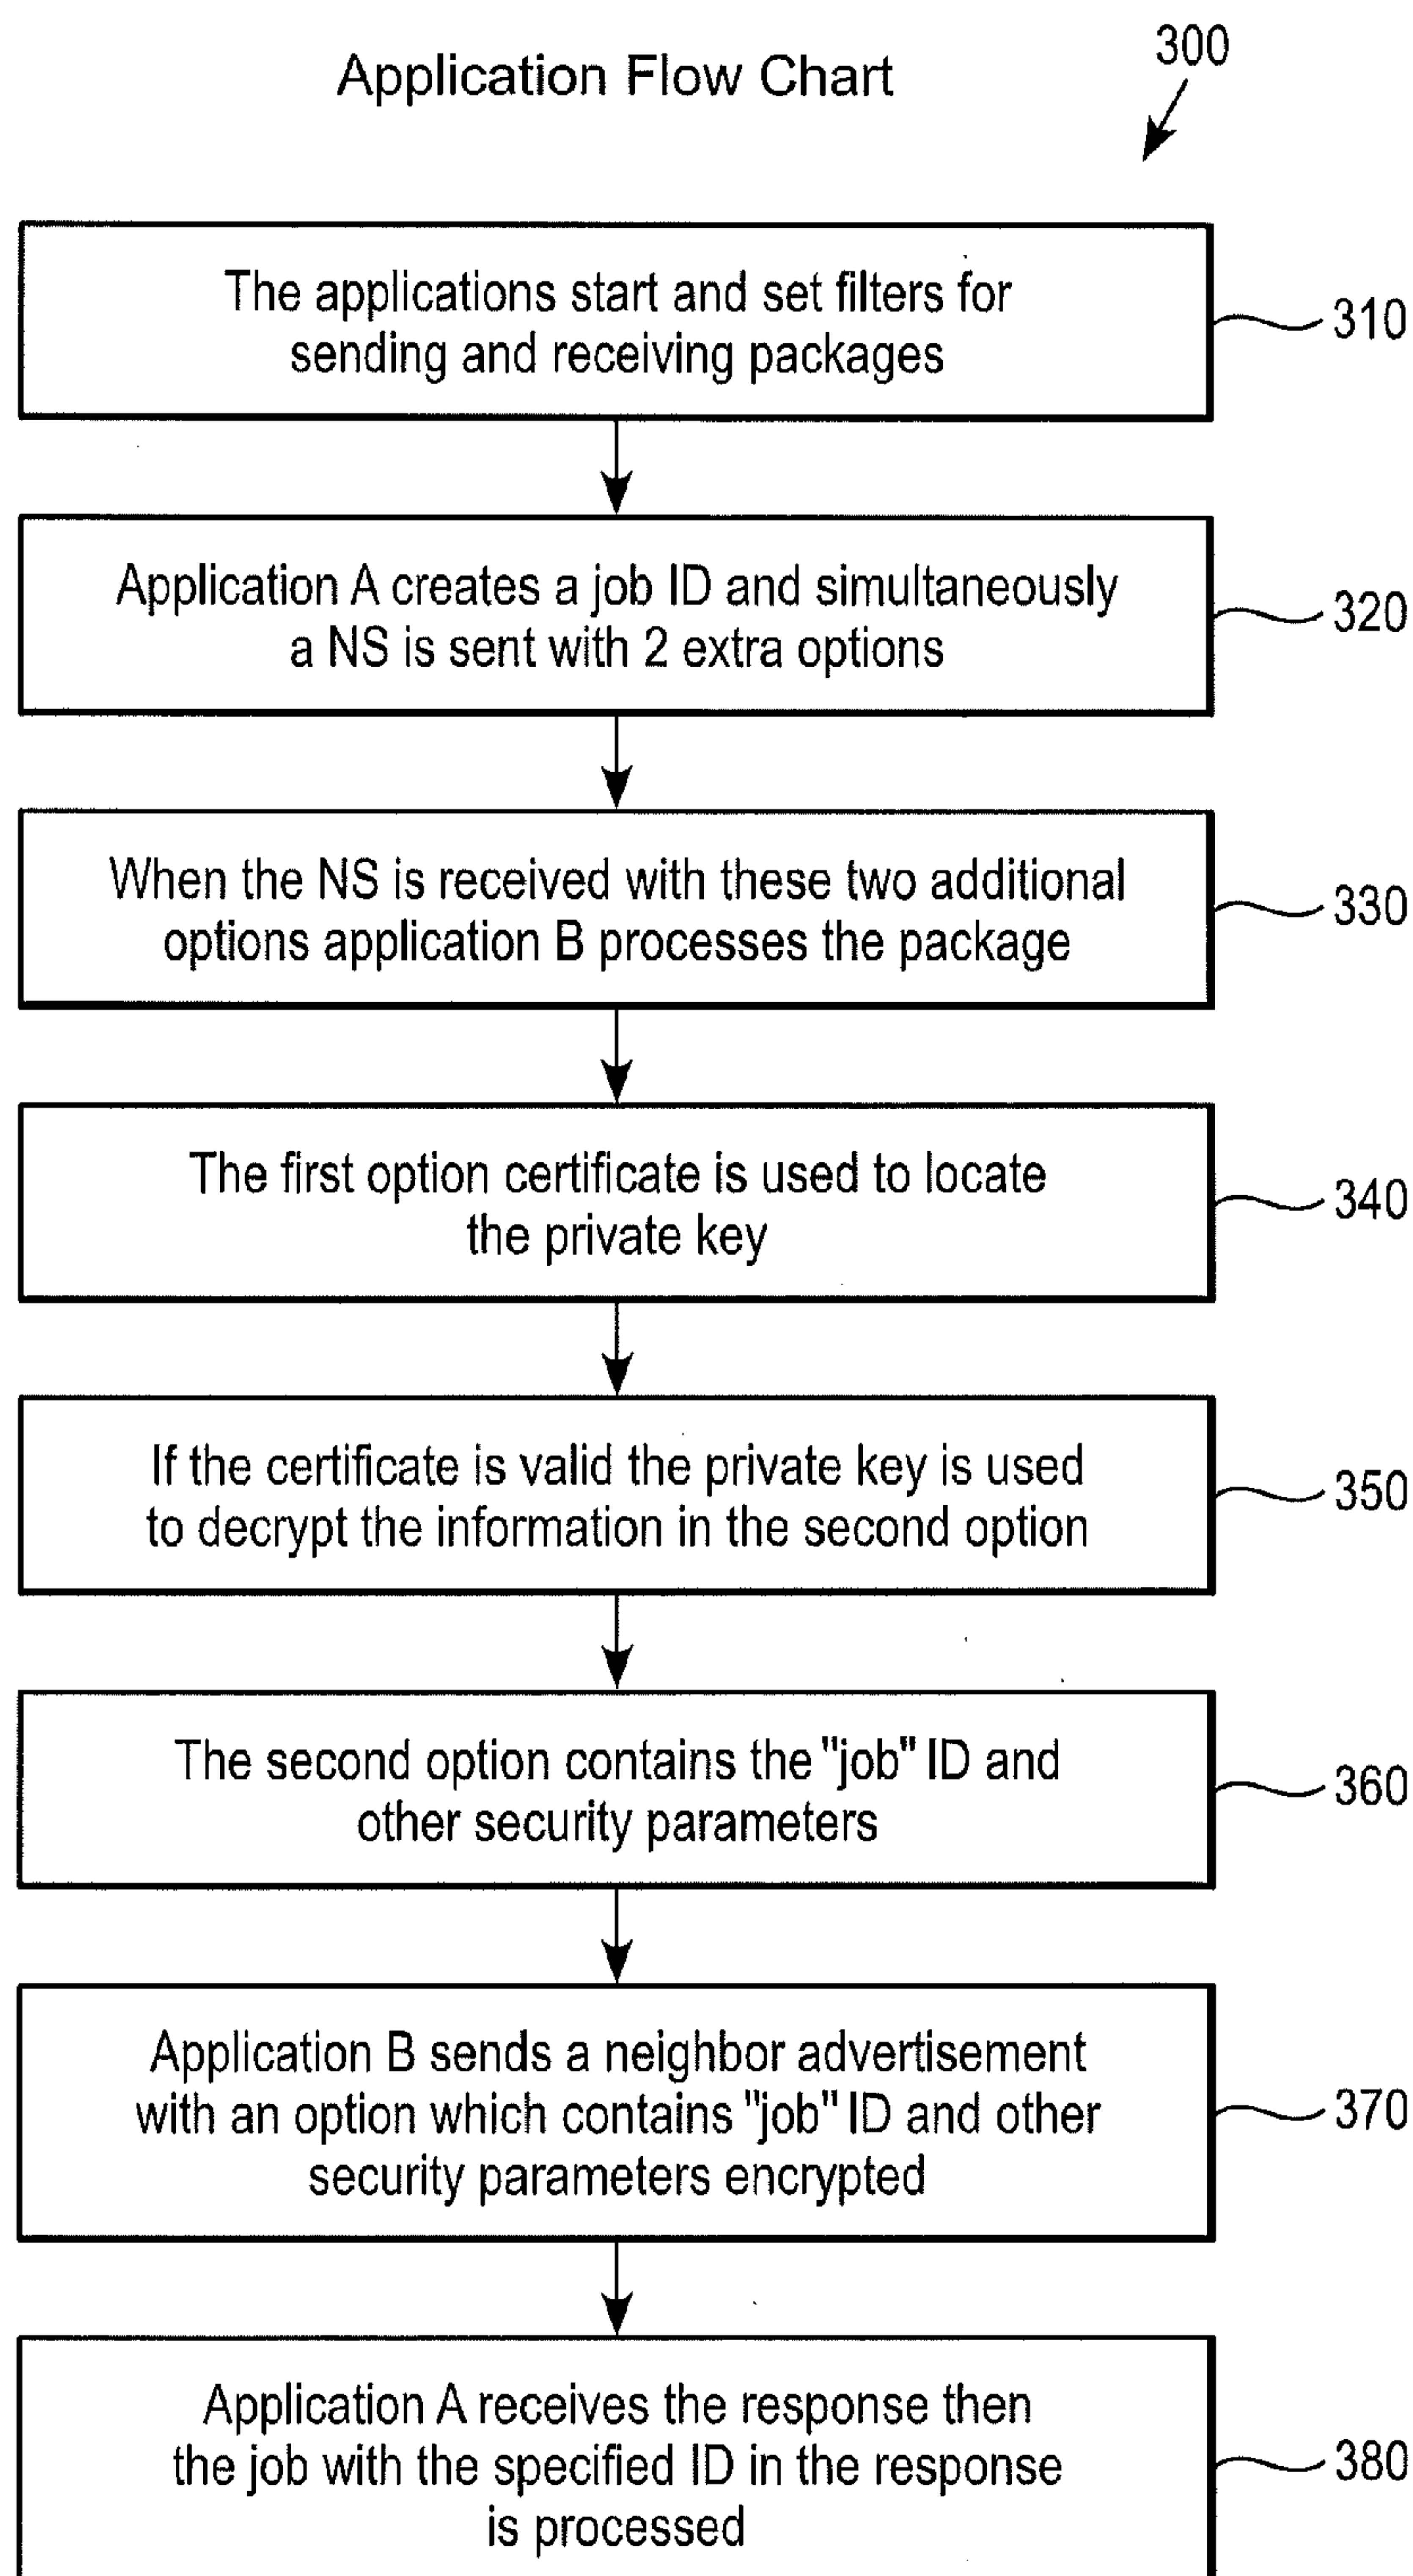 Application Flow Chart
300
The applications start and set filters for
sending and receiving packages
310
Application A creates a job ID and simultaneously
a NS is sent with 2 extra options
320
When the NS is received with these two additional
options application B processes the package
330
The first option certificate is used to locate
the private key
340
If the certificate is valid the private key is used
to decrypt the information in the second option
350
The second option contains the "job" ID and
other security parameters
360
Application B sends a neighbor advertisement
with an option which contains "job" ID and other
security parameters encrypted
370
Application A receives the response then
the job with the specified ID in the response
is processed
380